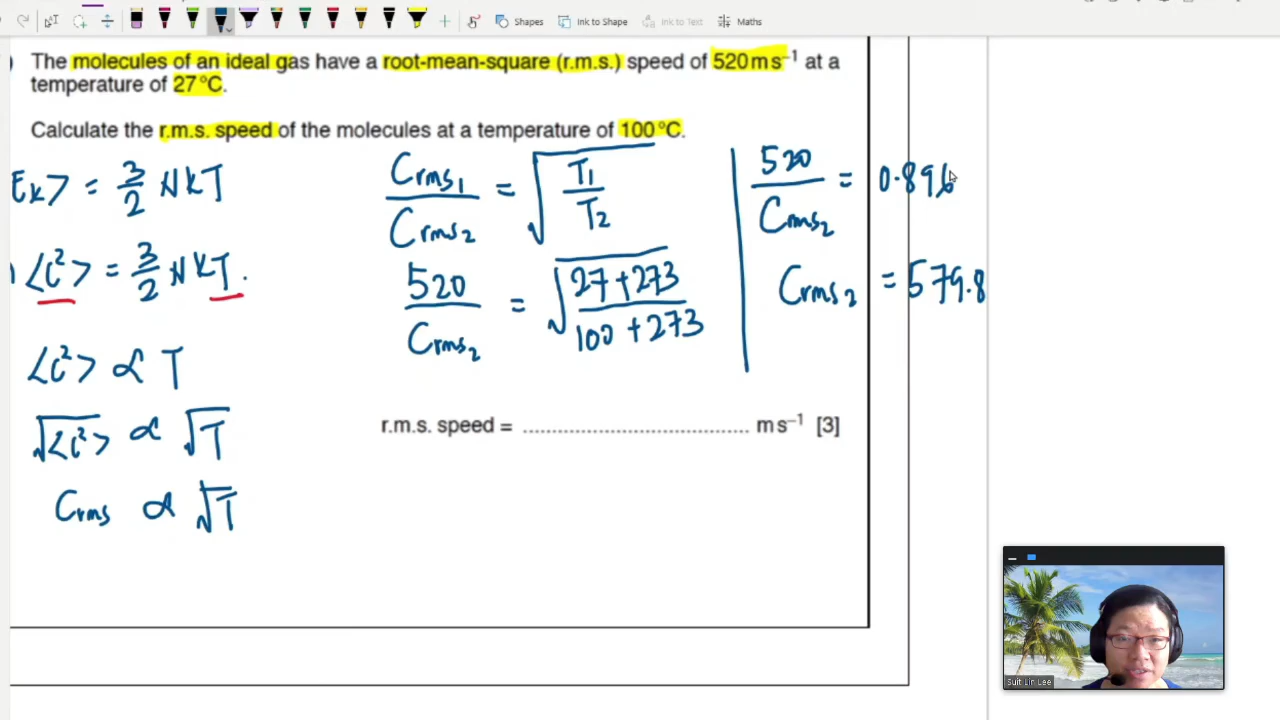 Shapes
Ink to Shape
Ink to Text
Maths
The molecules of an ideal gas have a root-mean-square (r.m.s.) speed of 520 m s⁻¹ at a
temperature of 27 °C.
Calculate the r.m.s. speed of the molecules at a temperature of 100 °C.
Ek> = 3/2 NkT
<c²> = 3/2 NkT.
<c²> ∝ T
√<c²> ∝ √T
Crms ∝ √T
Crms₁ / Crms₂ = √(T₁ / T₂)
520 / Crms₂ = √((27 + 273) / (100 + 273))
520 / Crms₂ = 0.896
Crms₂ = 579.8
r.m.s. speed = ...................................... m s⁻¹ [3]
Suit Lin Lee